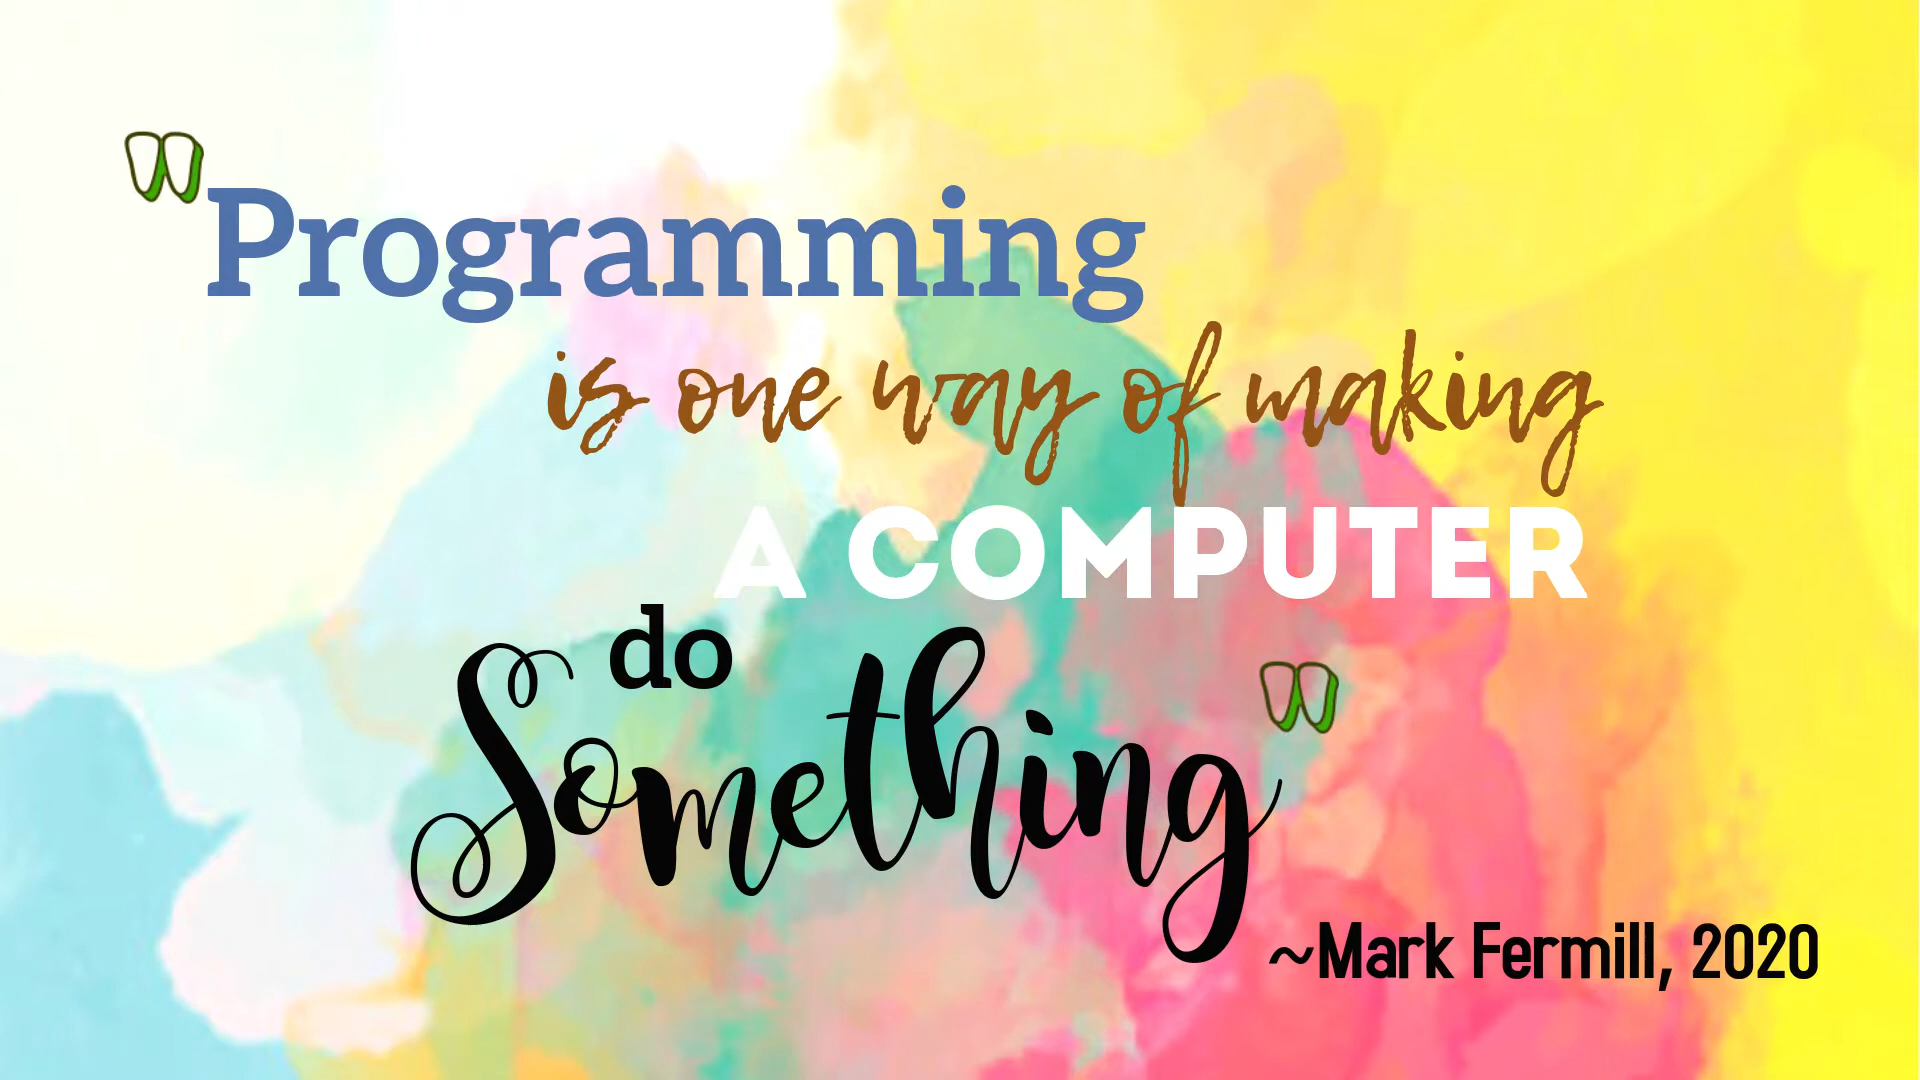 "Programming
is one way of making
A COMPUTER
do
Something"
~Mark Fermill, 2020